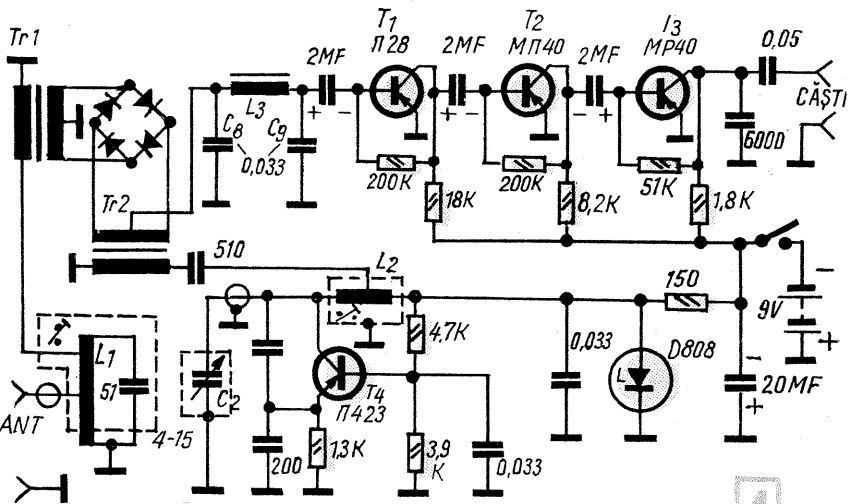 Tr1
T1
П28
T2
МП40
T3
МР40
2MF
2MF
2MF
0,05
CĂȘTI
6000
L3
C8
C9
0,033
+ -
+ -
- +
200K
200K
51K
18K
8,2K
1,8K
Tr2
510
L2
150
9V
-
+
L1
51
4-15
ANT
C2
T4
П423
4,7K
0,033
D808
L
-
20MF
+
200
1,3K
3,9
K
0,033
1